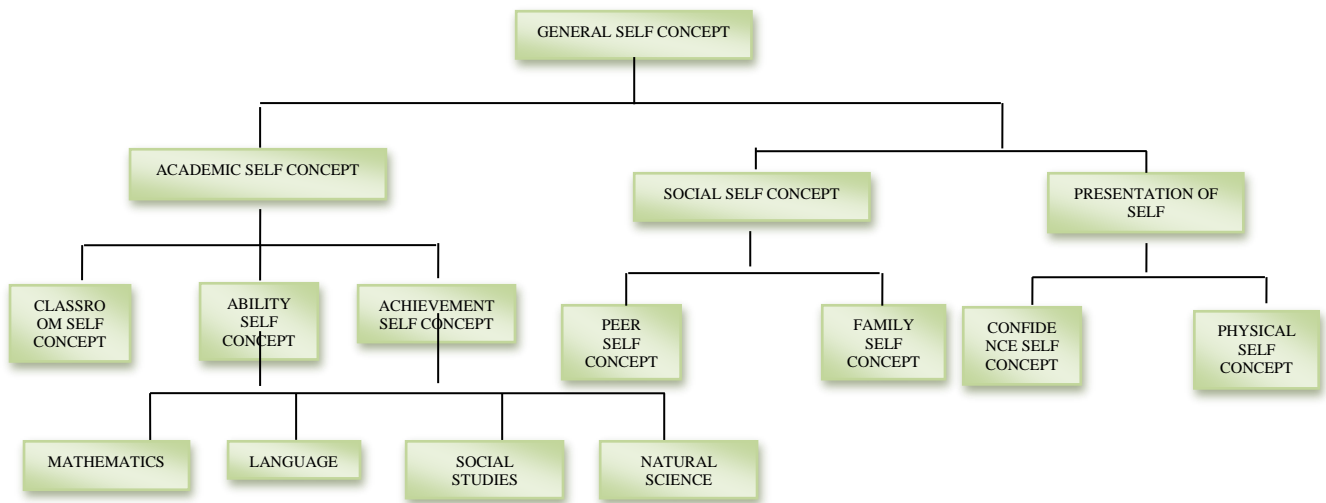 GENERAL SELF CONCEPT
ACADEMIC SELF CONCEPT
SOCIAL SELF CONCEPT
PRESENTATION OF
SELF
CLASSRO
OM SELF
CONCEPT
ABILITY
SELF
CONCEPT
ACHIEVEMENT
SELF CONCEPT
PEER
SELF
CONCEPT
FAMILY
SELF
CONCEPT
CONFIDE
NCE SELF
CONCEPT
PHYSICAL
SELF
CONCEPT
MATHEMATICS
LANGUAGE
SOCIAL
STUDIES
NATURAL
SCIENCE